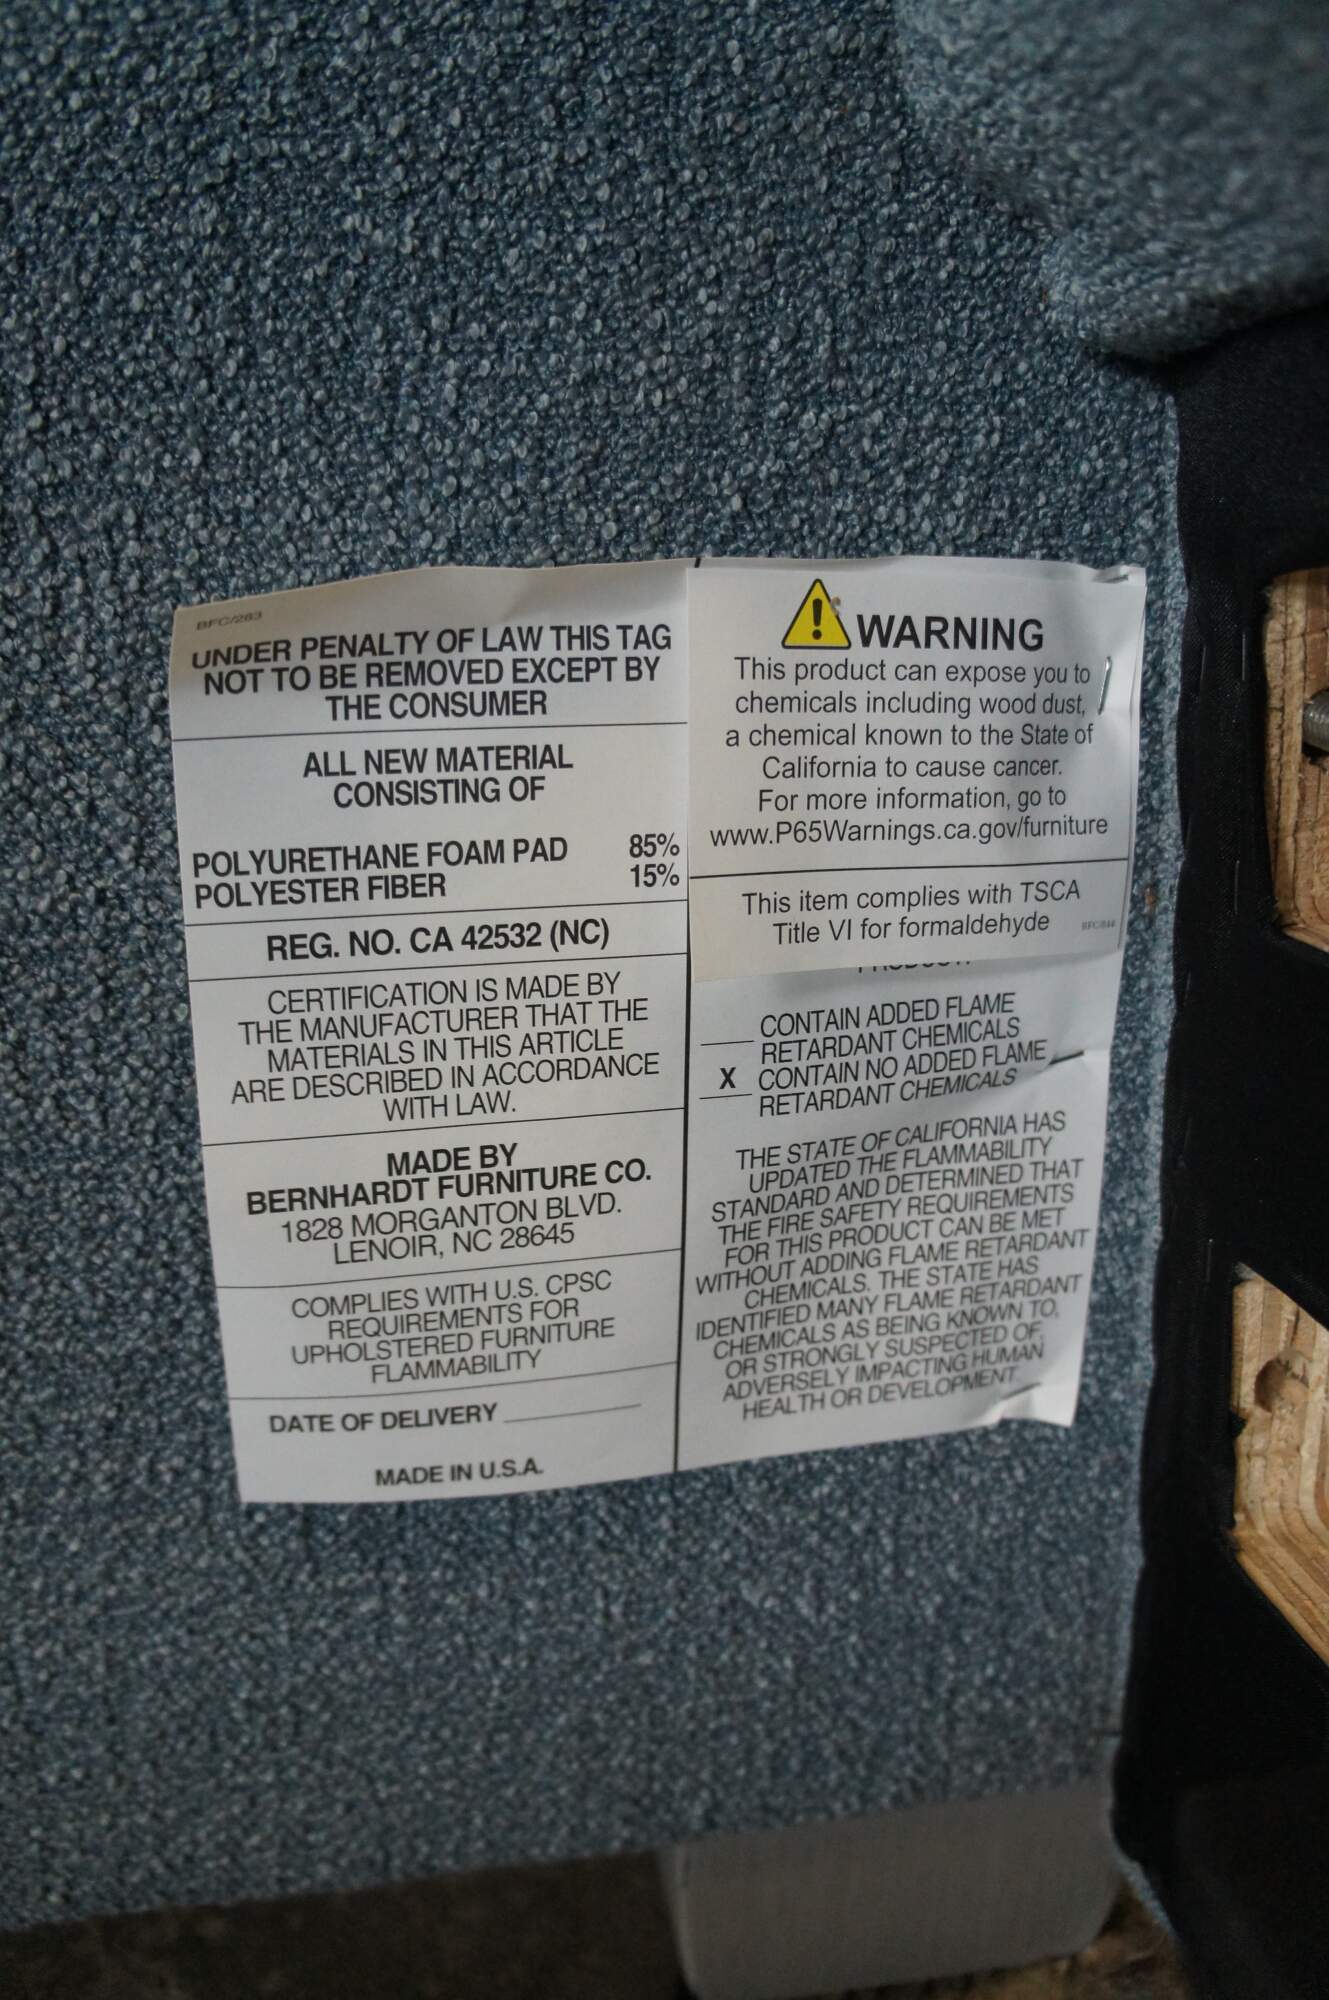 BFC/263
UNDER PENALTY OF LAW THIS TAG
NOT TO BE REMOVED EXCEPT BY
THE CONSUMER
ALL NEW MATERIAL
CONSISTING OF
POLYURETHANE FOAM PAD 85%
POLYESTER FIBER 15%
REG. NO. CA 42532 (NC)
CERTIFICATION IS MADE BY
THE MANUFACTURER THAT THE
MATERIALS IN THIS ARTICLE
ARE DESCRIBED IN ACCORDANCE
WITH LAW.
MADE BY
BERNHARDT FURNITURE CO.
1828 MORGANTON BLVD.
LENOIR, NC 28645
COMPLIES WITH U.S. CPSC
REQUIREMENTS FOR
UPHOLSTERED FURNITURE
FLAMMABILITY
DATE OF DELIVERY
MADE IN U.S.A.
WARNING
This product can expose you to
chemicals including wood dust,
a chemical known to the State of
California to cause cancer.
For more information, go to
www.P65Warnings.ca.gov/furniture
This item complies with TSCA
Title VI for formaldehyde
CONTAIN ADDED FLAME
RETARDANT CHEMICALS
X CONTAIN NO ADDED FLAME
RETARDANT CHEMICALS
THE STATE OF CALIFORNIA HAS
UPDATED THE FLAMMABILITY
STANDARD AND DETERMINED THAT
THE FIRE SAFETY REQUIREMENTS
FOR THIS PRODUCT CAN BE MET
WITHOUT ADDING FLAME RETARDANT
CHEMICALS. THE STATE HAS
IDENTIFIED MANY FLAME RETARDANT
CHEMICALS AS BEING KNOWN TO,
OR STRONGLY SUSPECTED OF,
ADVERSELY IMPACTING HUMAN
HEALTH OR DEVELOPMENT.